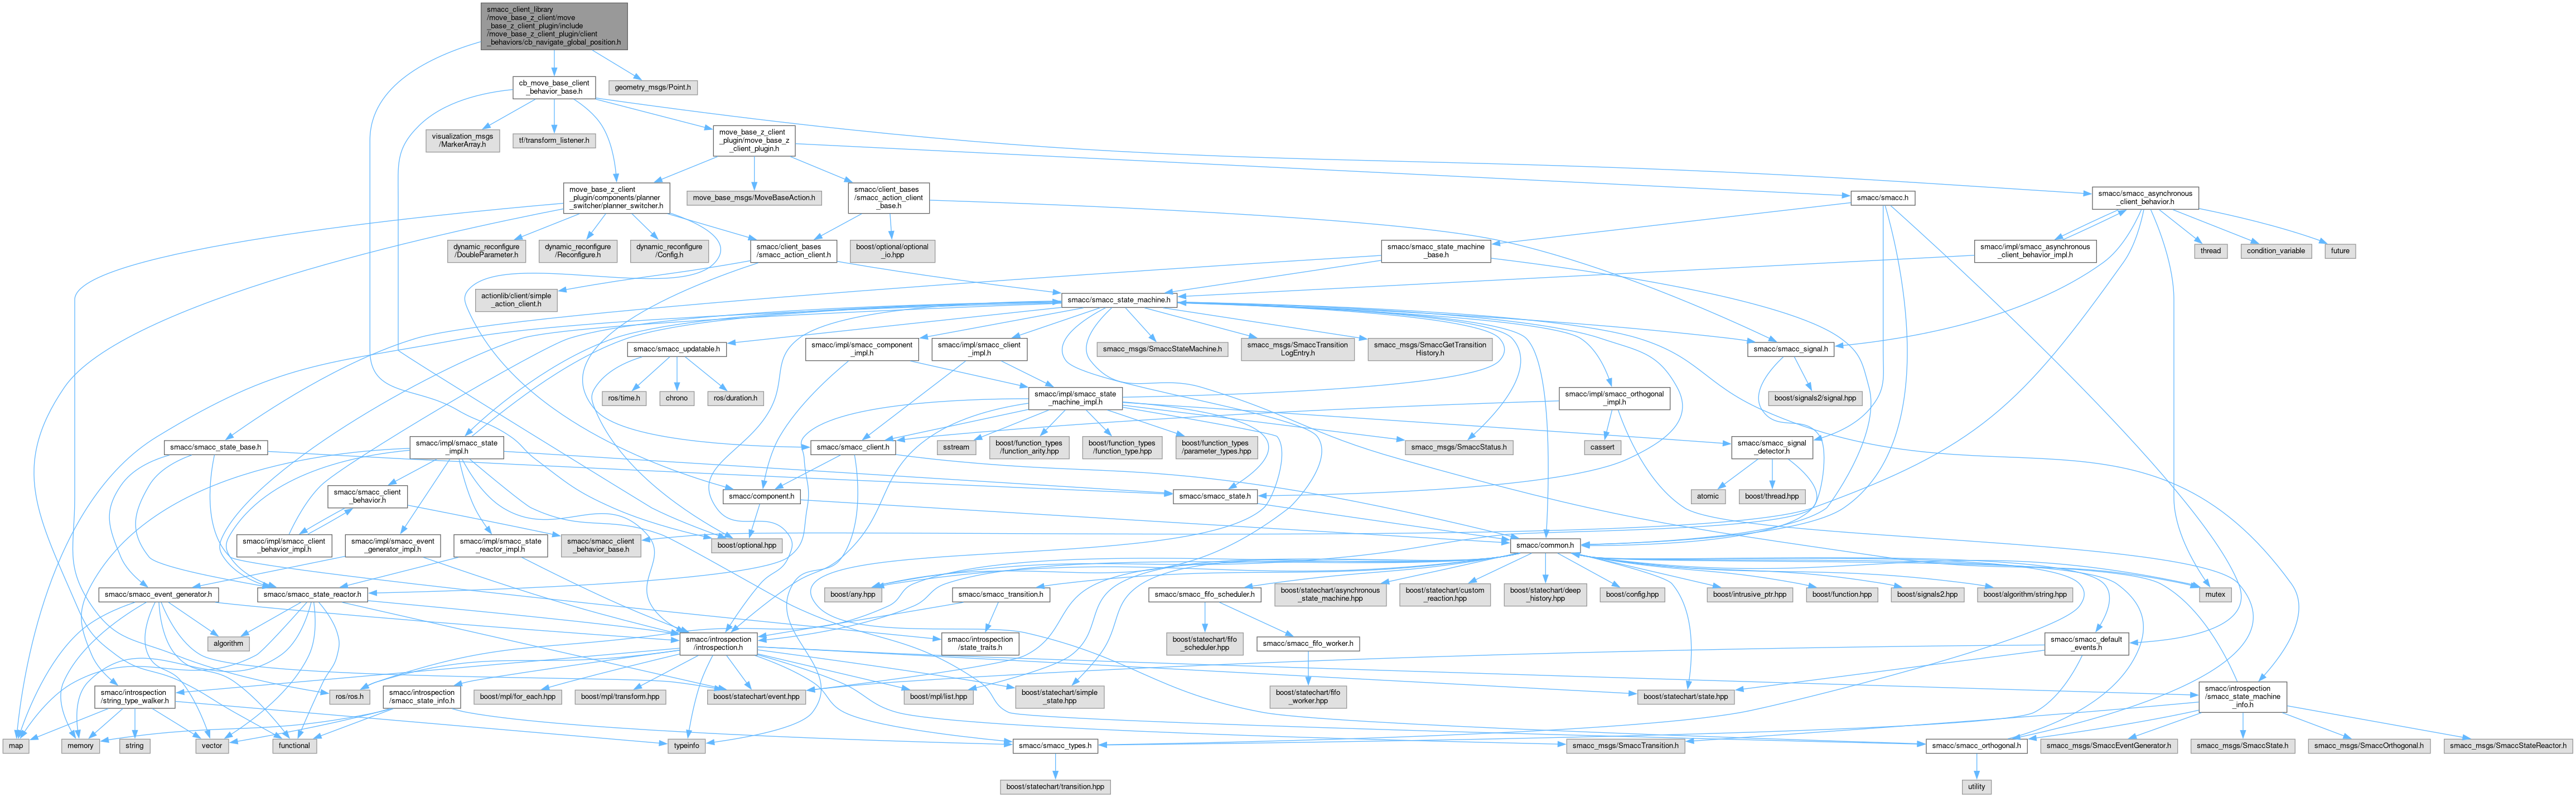 smacc_client_library
/move_base_z_client/move
_base_z_client_plugin/include
/move_base_z_client_plugin/client
_behaviors/cb_navigate_global_position.h
cb_move_base_client
_behavior_base.h
geometry_msgs/Point.h
visualization_msgs
/MarkerArray.h
tf/transform_listener.h
move_base_z_client
_plugin/move_base_z
_client_plugin.h
move_base_z_client
_plugin/components/planner
_switcher/planner_switcher.h
move_base_msgs/MoveBaseAction.h
smacc/client_bases
/smacc_action_client
_base.h
smacc/smacc.h
smacc/smacc_asynchronous
_client_behavior.h
dynamic_reconfigure
/DoubleParameter.h
dynamic_reconfigure
/Reconfigure.h
dynamic_reconfigure
/Config.h
smacc/client_bases
/smacc_action_client.h
boost/optional/optional
_io.hpp
smacc/smacc_state_machine
_base.h
smacc/impl/smacc_asynchronous
_client_behavior_impl.h
thread
condition_variable
future
actionlib/client/simple
_action_client.h
smacc/smacc_state_machine.h
smacc/smacc_updatable.h
smacc/impl/smacc_component
_impl.h
smacc/impl/smacc_client
_impl.h
smacc_msgs/SmaccStateMachine.h
smacc_msgs/SmaccTransition
LogEntry.h
smacc_msgs/SmaccGetTransition
History.h
smacc/smacc_signal.h
ros/time.h
chrono
ros/duration.h
smacc/impl/smacc_state
_machine_impl.h
smacc/impl/smacc_orthogonal
_impl.h
boost/signals2/signal.hpp
smacc/smacc_state_base.h
smacc/impl/smacc_state
_impl.h
smacc/smacc_client.h
sstream
boost/function_types
/function_arity.hpp
boost/function_types
/function_type.hpp
boost/function_types
/parameter_types.hpp
smacc_msgs/SmaccStatus.h
cassert
smacc/smacc_signal
_detector.h
smacc/smacc_client
_behavior.h
smacc/component.h
smacc/smacc_state.h
atomic
boost/thread.hpp
smacc/impl/smacc_client
_behavior_impl.h
smacc/impl/smacc_event
_generator_impl.h
smacc/impl/smacc_state
_reactor_impl.h
smacc/smacc_client
_behavior_base.h
boost/optional.hpp
smacc/common.h
smacc/smacc_event_generator.h
smacc/smacc_state_reactor.h
boost/any.hpp
smacc/smacc_transition.h
smacc/smacc_fifo_scheduler.h
boost/statechart/asynchronous
_state_machine.hpp
boost/statechart/custom
_reaction.hpp
boost/statechart/deep
_history.hpp
boost/config.hpp
boost/intrusive_ptr.hpp
boost/function.hpp
boost/signals2.hpp
boost/algorithm/string.hpp
mutex
algorithm
smacc/introspection
/introspection.h
smacc/introspection
/state_traits.h
boost/statechart/fifo
_scheduler.hpp
smacc/smacc_fifo_worker.h
smacc/smacc_default
_events.h
smacc/introspection
/string_type_walker.h
ros/ros.h
smacc/introspection
/smacc_state_info.h
boost/mpl/for_each.hpp
boost/mpl/transform.hpp
boost/statechart/event.hpp
boost/mpl/list.hpp
boost/statechart/simple
_state.hpp
boost/statechart/fifo
_worker.hpp
boost/statechart/state.hpp
smacc/introspection
/smacc_state_machine
_info.h
map
memory
string
vector
functional
typeinfo
smacc/smacc_types.h
smacc_msgs/SmaccTransition.h
smacc/smacc_orthogonal.h
smacc_msgs/SmaccEventGenerator.h
smacc_msgs/SmaccState.h
smacc_msgs/SmaccOrthogonal.h
smacc_msgs/SmaccStateReactor.h
boost/statechart/transition.hpp
utility